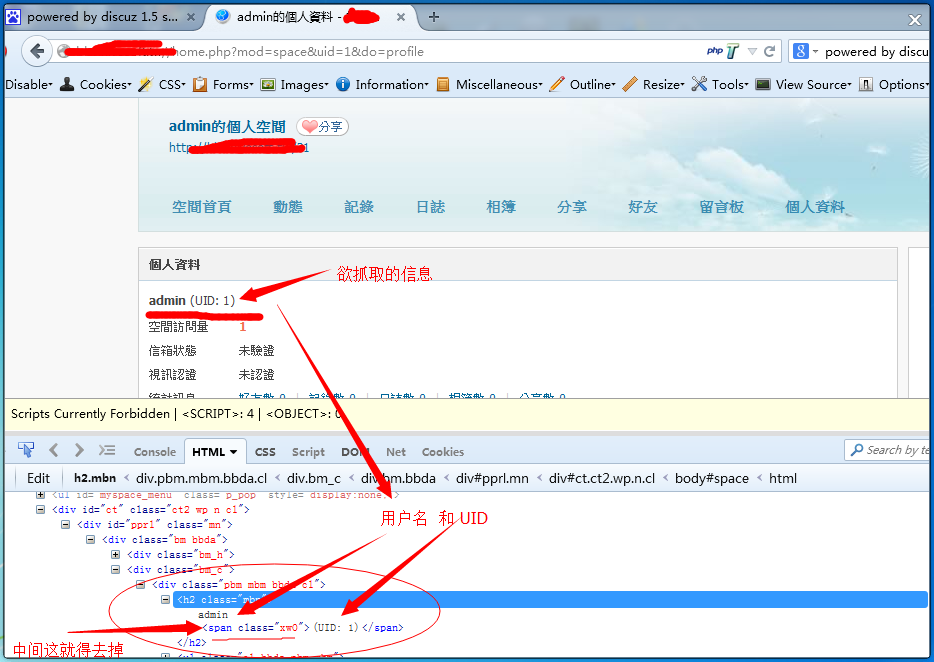 powered by discuz 1.5 s...
admin的個人資料 -
/home.php?mod=space&uid=1&do=profile
php
powered by discu
Disable
Cookies
CSS
Forms
Images
Information
Miscellaneous
Outline
Resize
Tools
View Source
Options
admin的個人空間
分享
http:
空間首頁
動態
記錄
日誌
相簿
分享
好友
留言板
個人資料
個人資料
欲抓取的信息
admin (UID: 1)
空間訪問量 1
信箱狀態 未驗證
視訊認證 未認證
Scripts Currently Forbidden | <SCRIPT>: 4 | <OBJECT>: 0
Console
HTML
CSS
Script
DOM
Net
Cookies
Search by te
Edit
h2.mbn < div.pbm.mbm.bbda.cl < div.bm_c < div.bm.bbda < div#pprl.mn < div#ct.ct2.wp.n.cl < body#space < html
<ul id="myspace_menu" class="p_pop" style="display:none;">
<div id="ct" class="ct2 wp n cl">
用户名 和 UID
<div id="pprl" class="mn">
<div class="bm bbda">
<div class="bm_h">
<div class="bm_c">
<div class="pbm mbm bbda cl">
<h2 class="mbn">
admin
<span class="xw0">(UID: 1)</span>
</h2>
中间这就得去掉